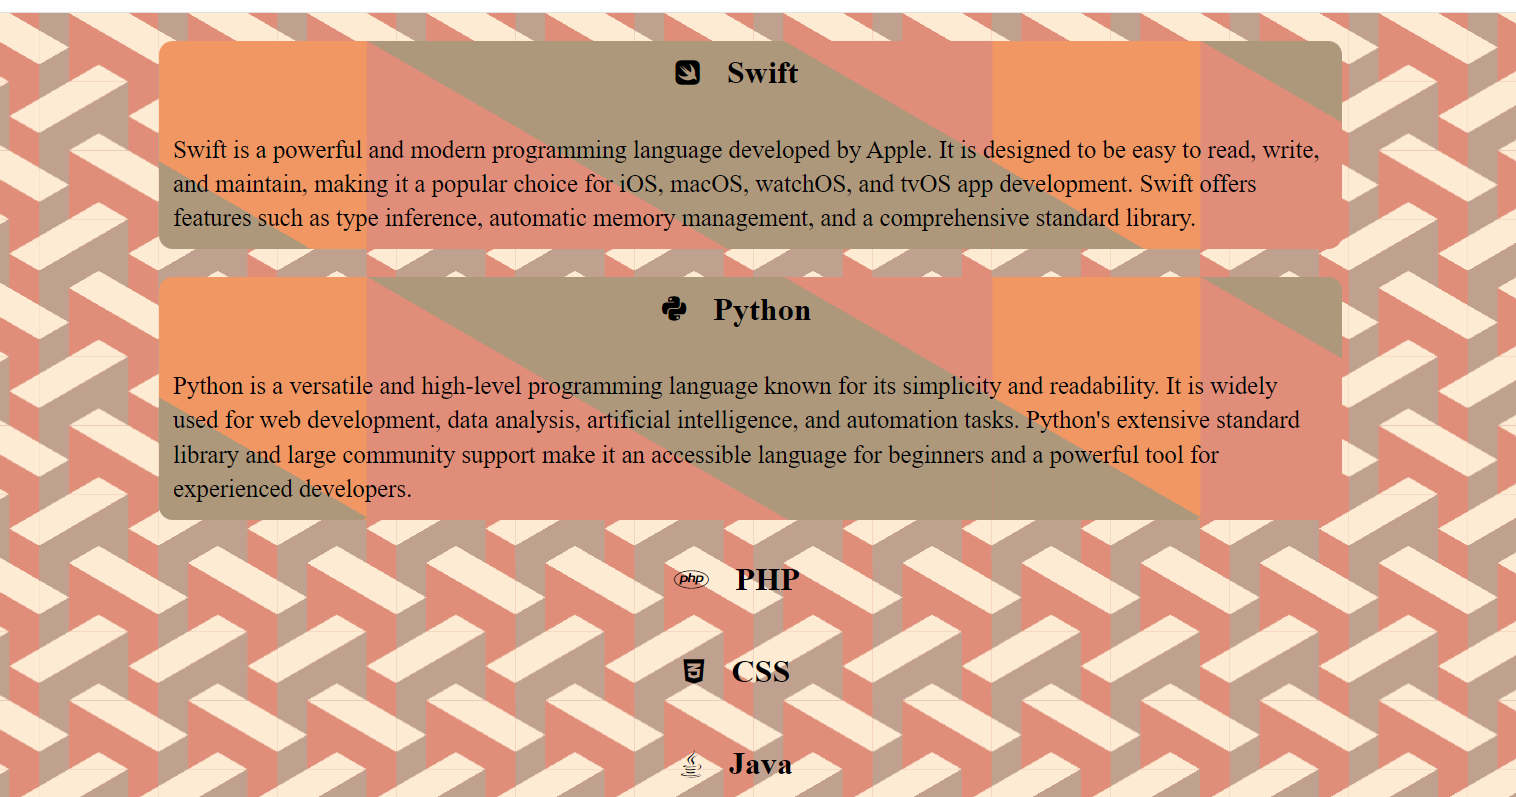 Swift
Swift is a powerful and modern programming language developed by Apple. It is designed to be easy to read, write,
and maintain, making it a popular choice for iOS, macOS, watchOS, and tvOS app development. Swift offers
features such as type inference, automatic memory management, and a comprehensive standard library.
Python
Python is a versatile and high-level programming language known for its simplicity and readability. It is widely
used for web development, data analysis, artificial intelligence, and automation tasks. Python's extensive standard
library and large community support make it an accessible language for beginners and a powerful tool for
experienced developers.
php PHP
CSS
Java